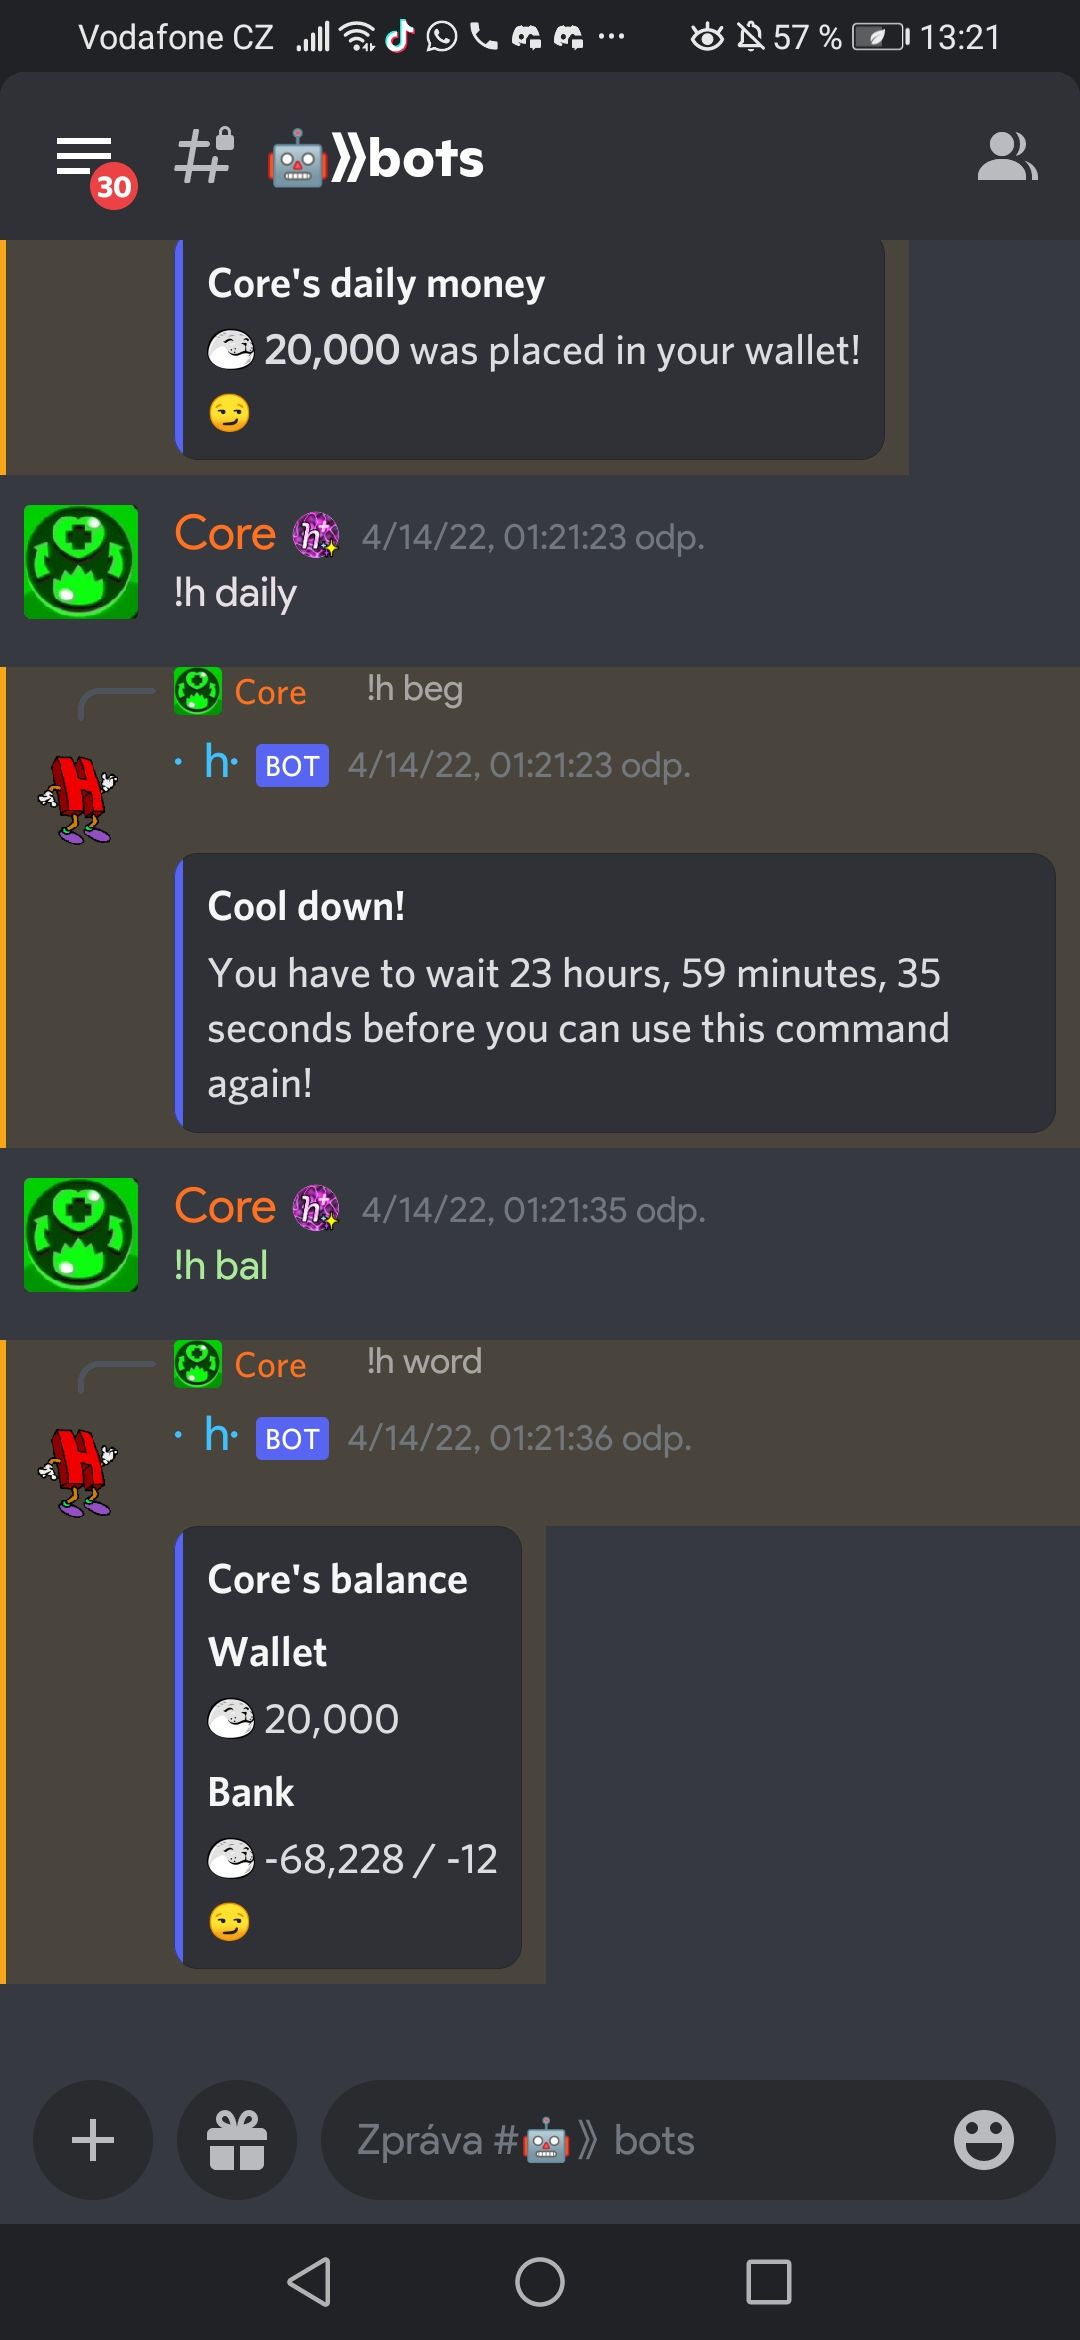 Vodafone CZ 57 % 13:21
30 # 🤖⟫bots
Core's daily money
20,000 was placed in your wallet!
😏
Core h+ 4/14/22, 01:21:23 odp.
!h daily
Core !h beg
· h· BOT 4/14/22, 01:21:23 odp.
Cool down!
You have to wait 23 hours, 59 minutes, 35
seconds before you can use this command
again!
Core h+ 4/14/22, 01:21:35 odp.
!h bal
Core !h word
· h· BOT 4/14/22, 01:21:36 odp.
Core's balance
Wallet
20,000
Bank
-68,228 / -12
😏
Zpráva #🤖⟫ bots